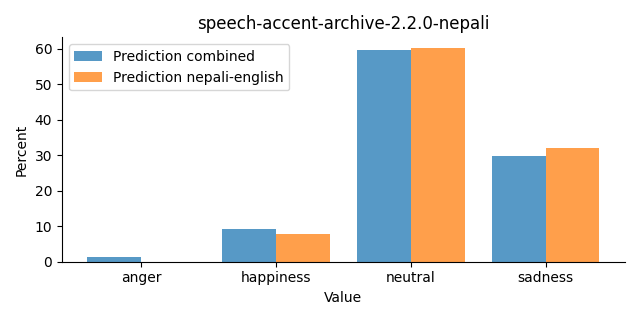 speech-accent-archive-2.2.0-nepali
Prediction combined
Prediction nepali-english
Percent
60
50
40
30
20
10
0
anger happiness neutral sadness
Value